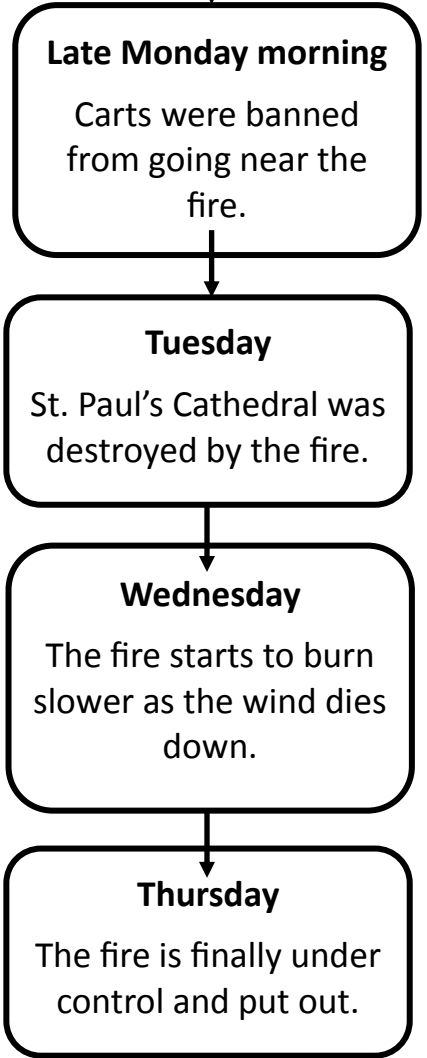 Late Monday morning
Carts were banned
from going near the
fire.
Tuesday
St. Paul’s Cathedral was
destroyed by the fire.
Wednesday
The fire starts to burn
slower as the wind dies
down.
Thursday
The fire is finally under
control and put out.